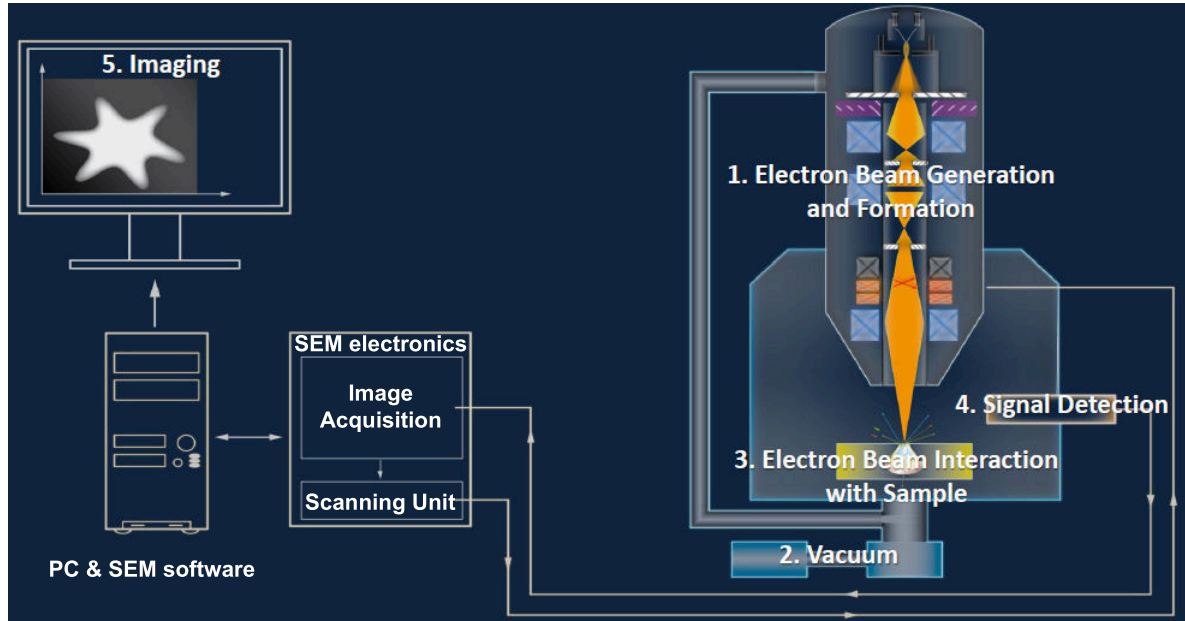 5. Imaging
1. Electron Beam Generation
and Formation
SEM electronics
Image
Acquisition
4. Signal Detection
3. Electron Beam Interaction
with Sample
Scanning Unit
2. Vacuum
PC & SEM software